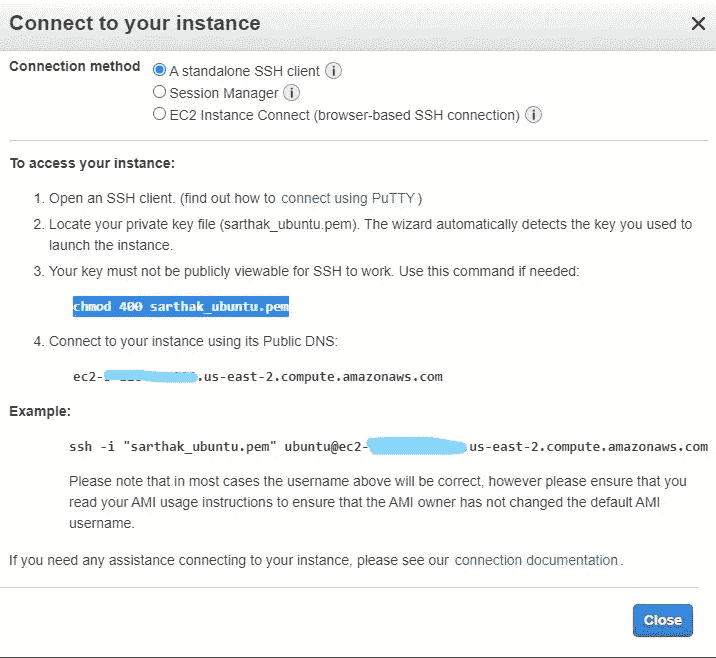 Connect to your instance
Connection method
A standalone SSH client
Session Manager
EC2 Instance Connect (browser-based SSH connection)
To access your instance:
1. Open an SSH client. (find out how to connect using PuTTY)
2. Locate your private key file (sarthak_ubuntu.pem). The wizard automatically detects the key you used to
launch the instance.
3. Your key must not be publicly viewable for SSH to work. Use this command if needed:
chmod 400 sarthak_ubuntu.pem
4. Connect to your instance using its Public DNS:
ec2- .us-east-2.compute.amazonaws.com
Example:
ssh -i "sarthak_ubuntu.pem" ubuntu@ec2- us-east-2.compute.amazonaws.com
Please note that in most cases the username above will be correct, however please ensure that you
read your AMI usage instructions to ensure that the AMI owner has not changed the default AMI
username.
If you need any assistance connecting to your instance, please see our connection documentation.
Close